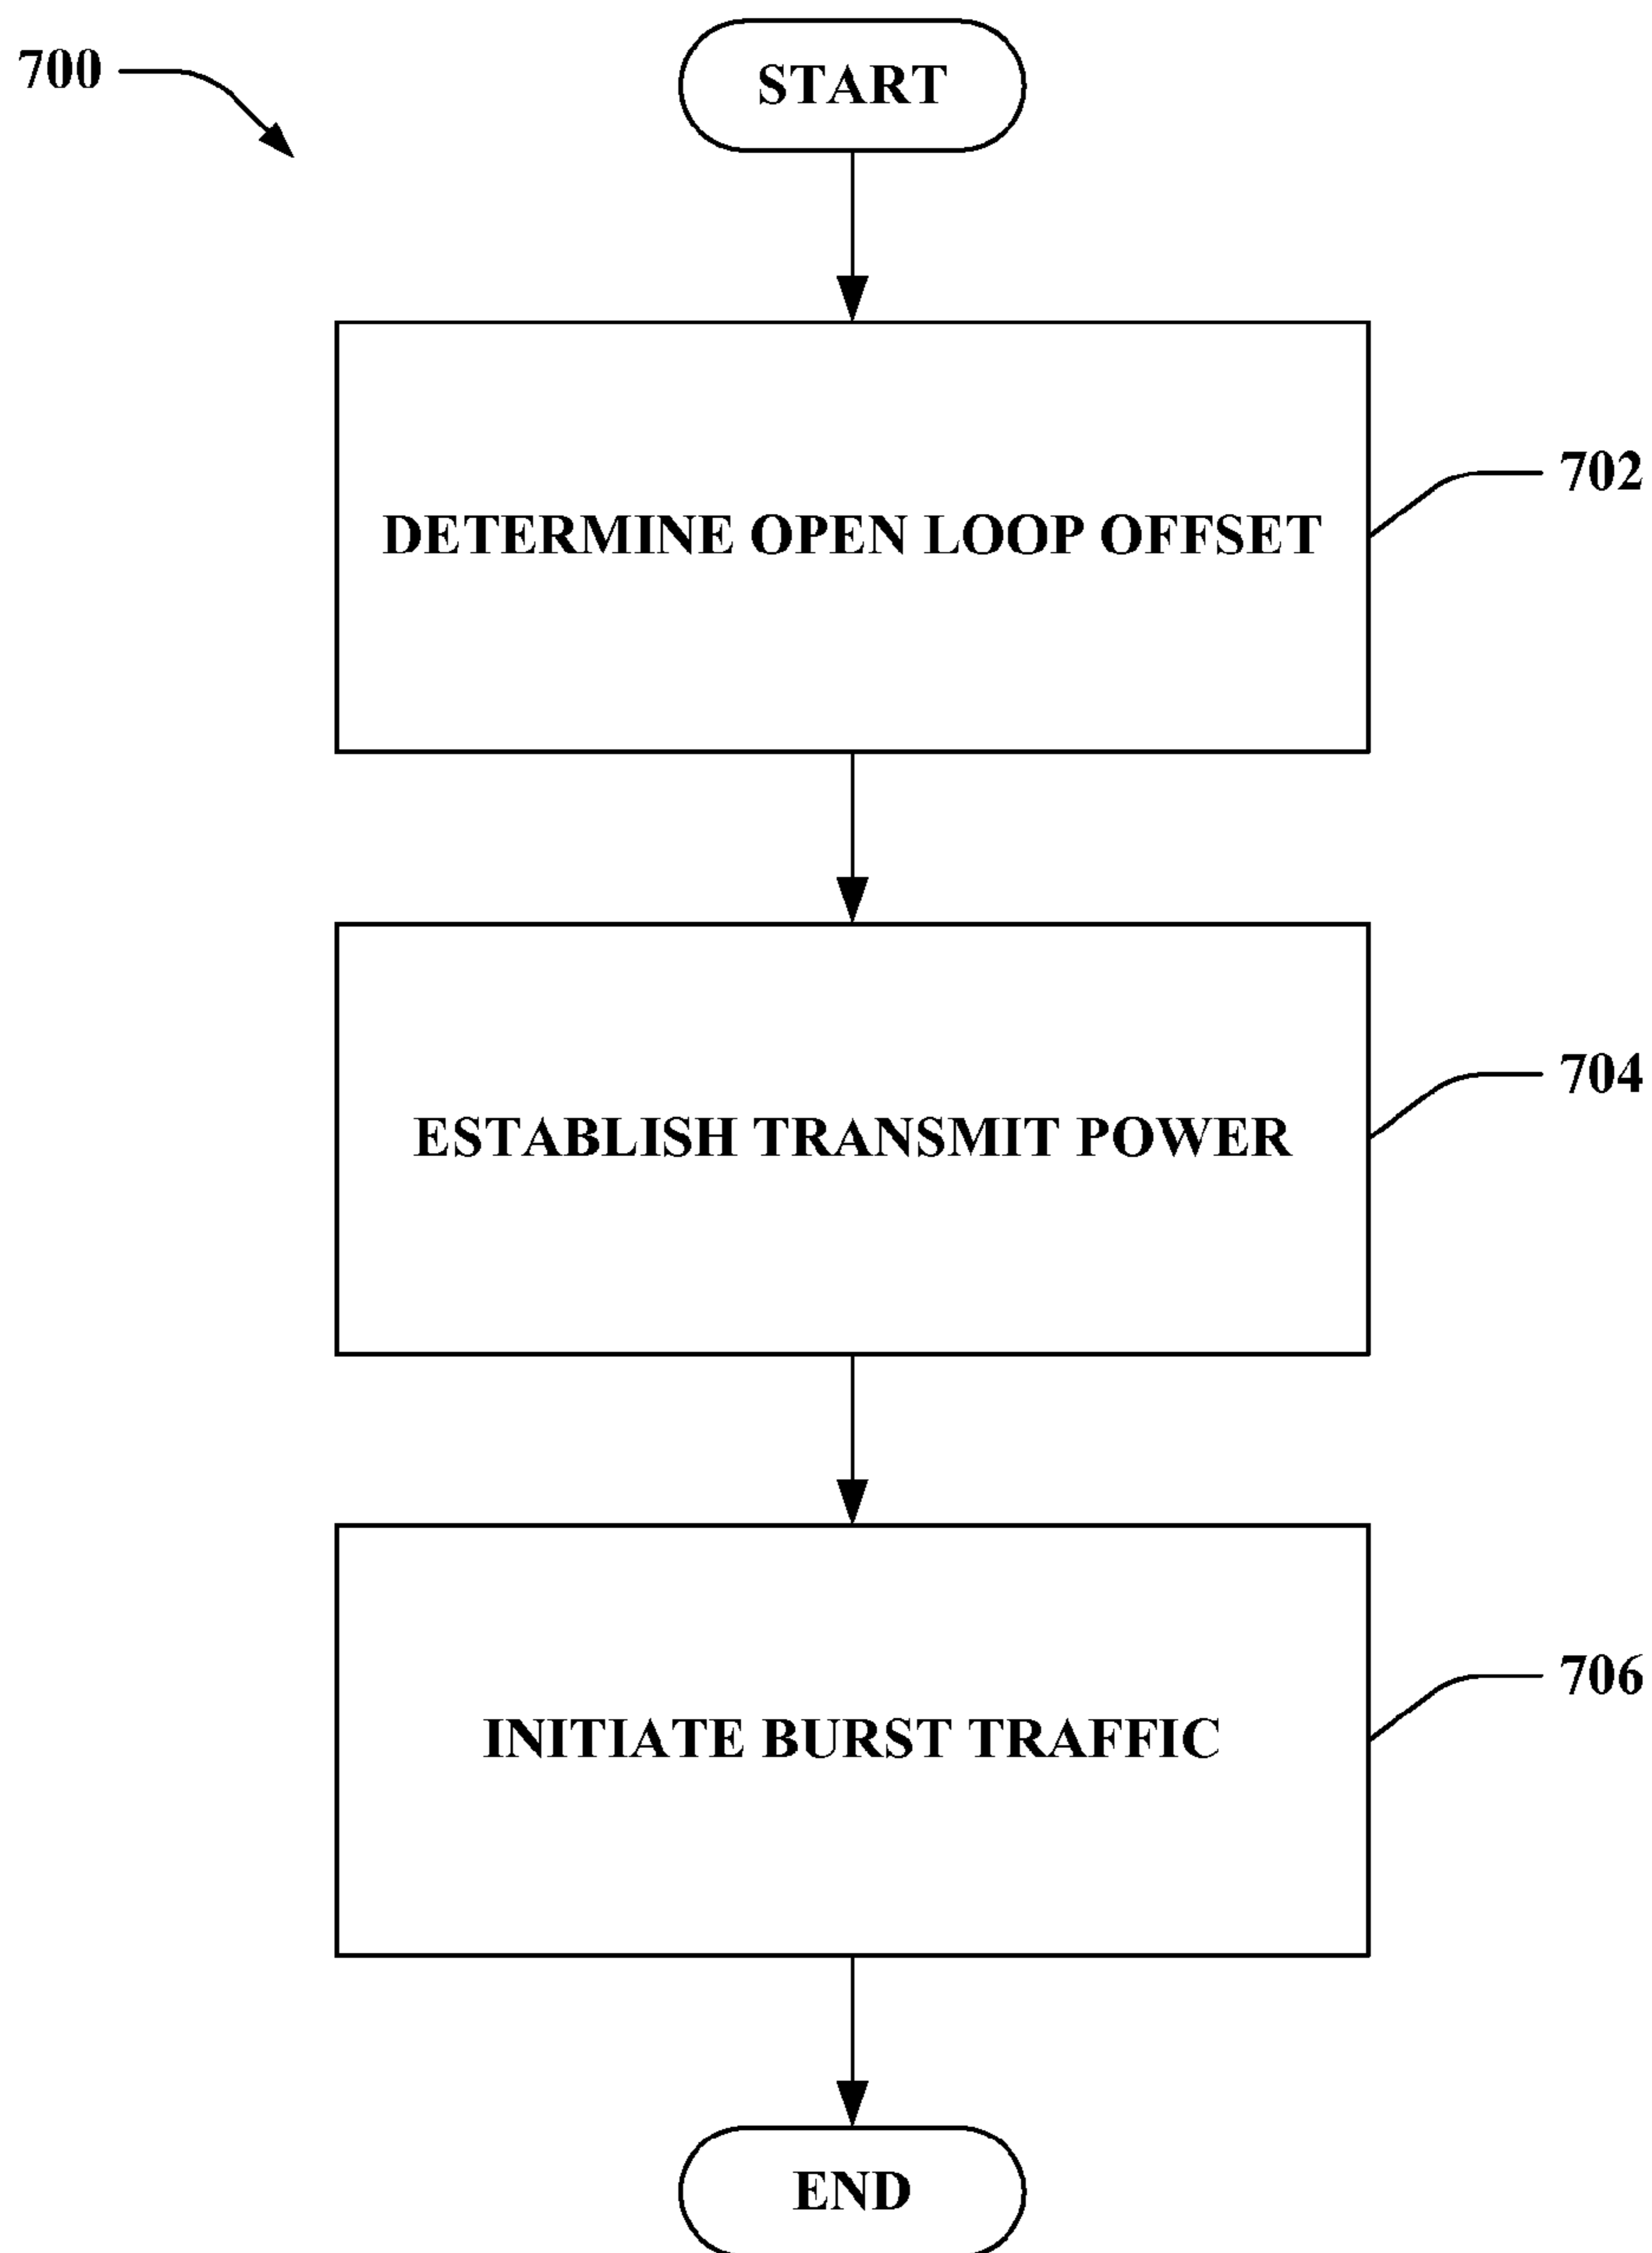 700
START
DETERMINE OPEN LOOP OFFSET
702
ESTABLISH TRANSMIT POWER
704
INITIATE BURST TRAFFIC
706
END